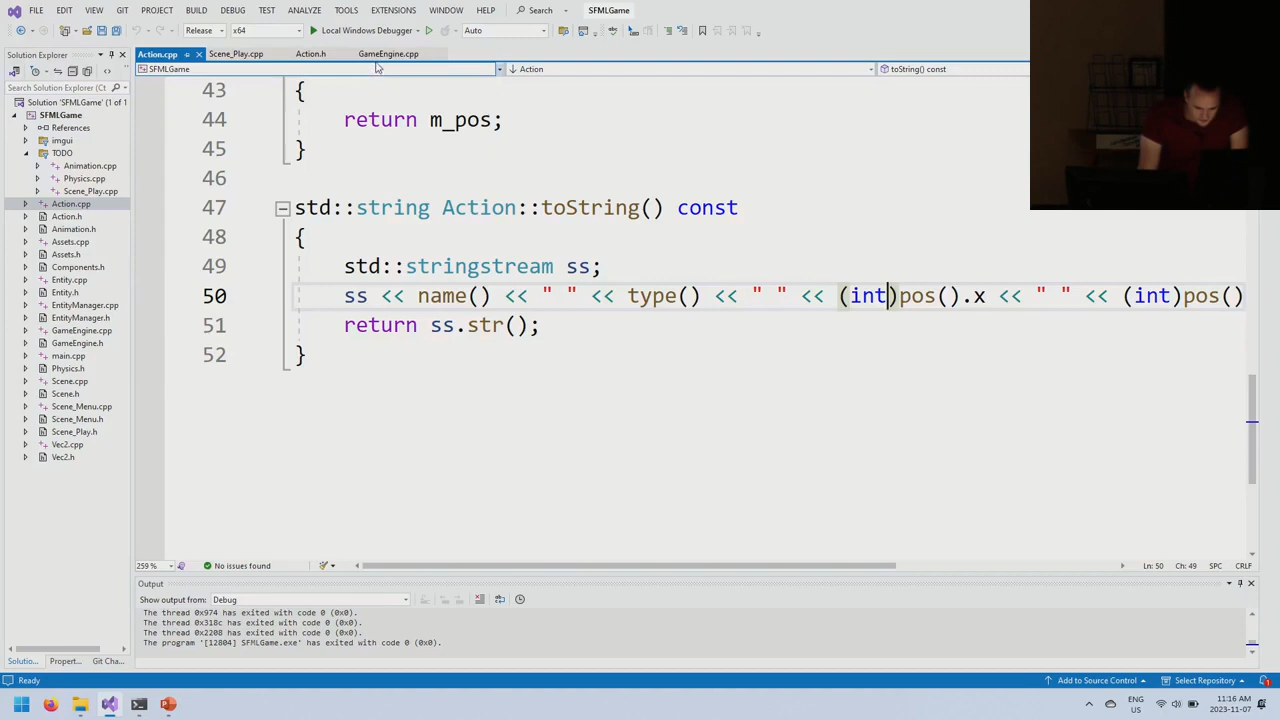 FILE EDIT VIEW GIT PROJECT BUILD DEBUG TEST ANALYZE TOOLS EXTENSIONS WINDOW HELP Search SFMLGame
Release x64 Local Windows Debugger Auto
Solution Explorer
Action.cpp Scene_Play.cpp Action.h GameEngine.cpp
SFMLGame Action toString() const
Search Solution Explorer (Ct
Solution 'SFMLGame' (1 of 1
SFMLGame
References
imgui
TODO
Animation.cpp
Physics.cpp
Scene_Play.cpp
Action.cpp
Action.h
Animation.h
Assets.cpp
Assets.h
Components.h
Entity.cpp
Entity.h
EntityManager.cpp
EntityManager.h
GameEngine.cpp
GameEngine.h
main.cpp
Physics.h
Scene.cpp
Scene.h
Scene_Menu.cpp
Scene_Menu.h
Scene_Play.h
Vec2.cpp
Vec2.h
Solutio... Propert... Git Cha...
43 {
44 return m_pos;
45 }
46
47 std::string Action::toString() const
48 {
49 std::stringstream ss;
50 ss << name() << " " << type() << " " << (int)pos().x << " " << (int)pos()
51 return ss.str();
52 }
259 % No issues found Ln: 50 Ch: 49 SPC CRLF
Output
Show output from: Debug
The thread 0x974 has exited with code 0 (0x0).
The thread 0x318c has exited with code 0 (0x0).
The thread 0x2208 has exited with code 0 (0x0).
The program '[12804] SFMLGame.exe' has exited with code 0 (0x0).
Ready Add to Source Control Select Repository 1
ENG
US
11:16 AM
2023-11-07